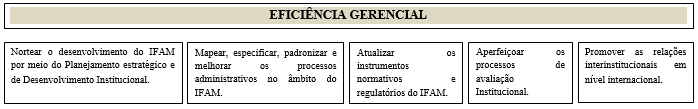 EFICIÊNCIA GERENCIAL
Nortear o desenvolvimento do IFAM
por meio do Planejamento estratégico e
de Desenvolvimento Institucional.
Mapear, especificar, padronizar e
melhorar os processos
administrativos no âmbito do
IFAM.
Atualizar os
instrumentos
normativos e
regulatórios do IFAM.
Aperfeiçoar os
processos de
avaliação
Institucional.
Promover as relações
interinstitucionais em
nível internacional.